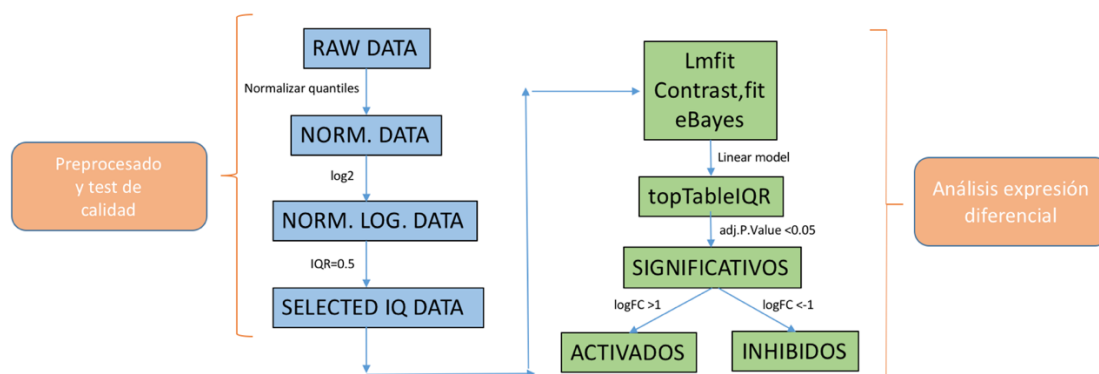 Preprocesado
y test de
calidad
RAW DATA
Normalizar quantiles
NORM. DATA
log2
NORM. LOG. DATA
IQR=0.5
SELECTED IQ DATA
Lmfit
Contrast,fit
eBayes
Linear model
topTableIQR
adj.P.Value <0.05
SIGNIFICATIVOS
logFC >1
logFC <-1
ACTIVADOS
INHIBIDOS
Análisis expresión
diferencial